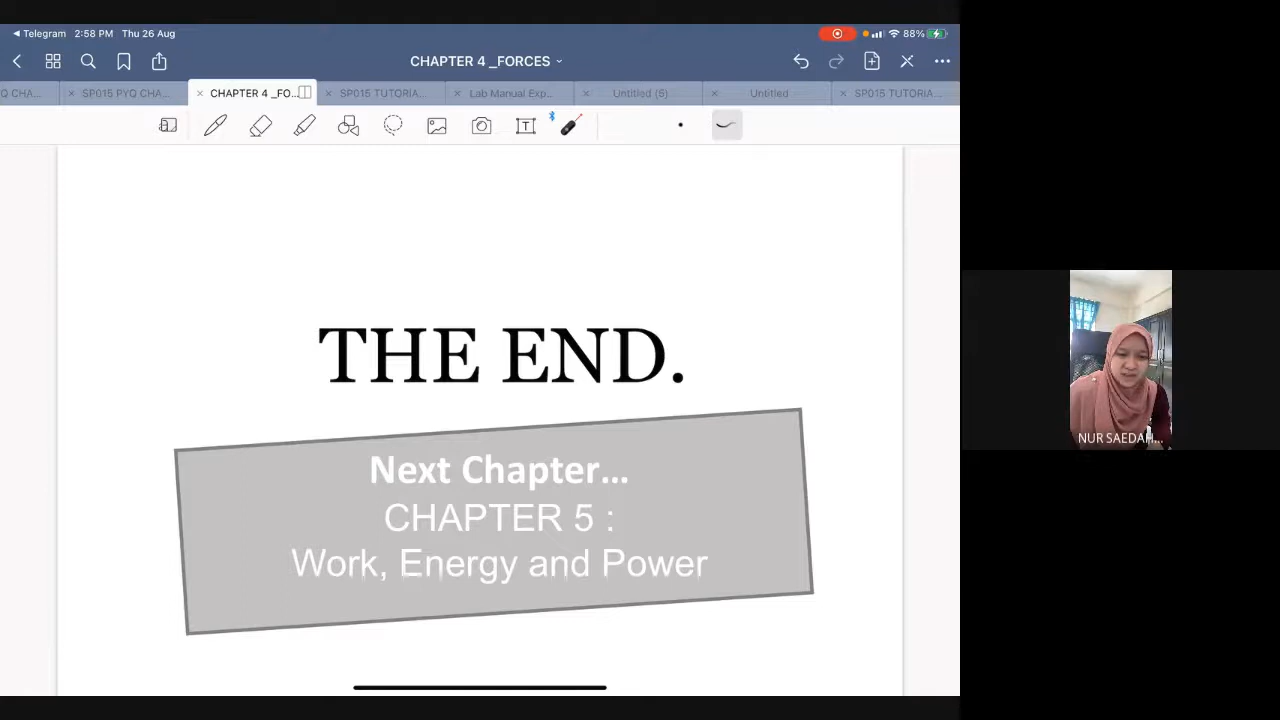 Telegram 2:58 PM Thu 26 Aug
88%
CHAPTER 4 _FORCES
Q CHA...
SP015 PYQ CHA...
CHAPTER 4 _FO...
SP015 TUTORIA...
Lab Manual Exp...
Untitled (5)
Untitled
SP015 TUTORIA...
T
THE END.
Next Chapter...
CHAPTER 5 :
Work, Energy and Power
NUR SAEDAH...